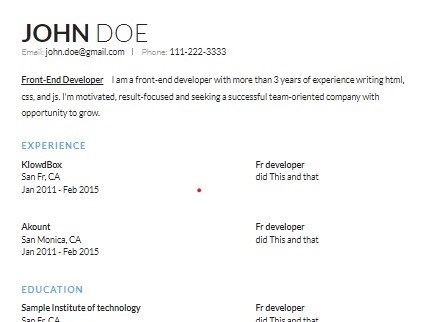 JOHN DOE
Email: john.doe@gmail.com | Phone: 111-222-3333
Front-End Developer I am a front-end developer with more than 3 years of experience writing html,
css, and js. I'm motivated, result-focused and seeking a successful team-oriented company with
opportunity to grow.
EXPERIENCE
KlowdBox Fr developer
San Fr, CA did This and that
Jan 2011 - Feb 2015
Akount Fr developer
San Monica, CA did This and that
Jan 2011 - Feb 2015
EDUCATION
Sample Institute of technology Fr developer
San Fr, CA did This and that